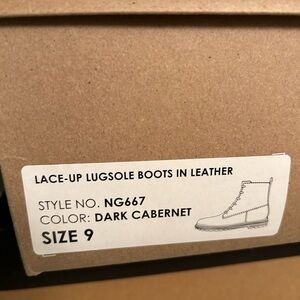 LACE-UP LUGSOLE BOOTS IN LEATHER
STYLE NO. NG667
COLOR: DARK CABERNET
SIZE 9